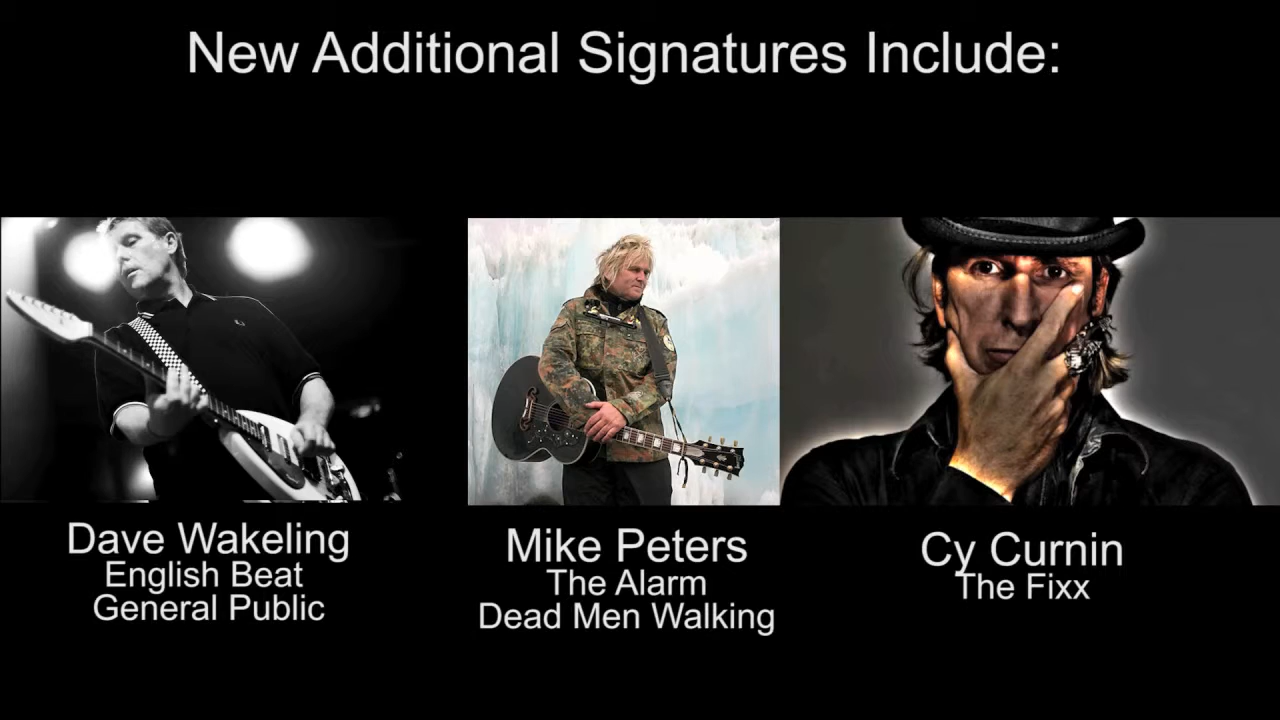 New Additional Signatures Include:
Dave Wakeling
English Beat
General Public
Mike Peters
The Alarm
Dead Men Walking
Cy Curnin
The Fixx